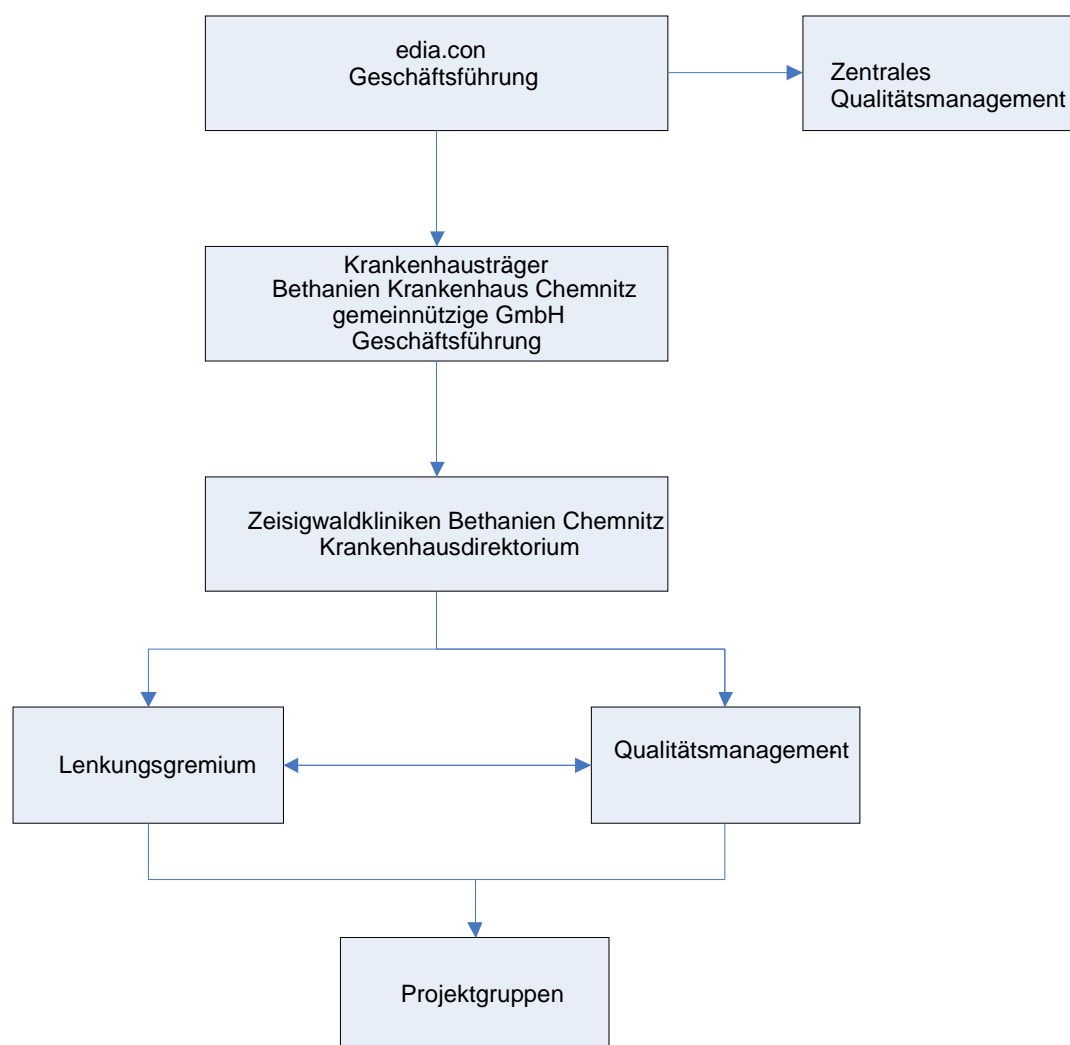 edia.con
Geschäftsführung
Zentrales
Qualitätsmanagement
Krankenhausträger
Bethanien Krankenhaus Chemnitz
gemeinnützige GmbH
Geschäftsführung
Zeisigwaldkliniken Bethanien Chemnitz
Krankenhausdirektorium
Lenkungsgremium
Qualitätsmanagement
Projektgruppen